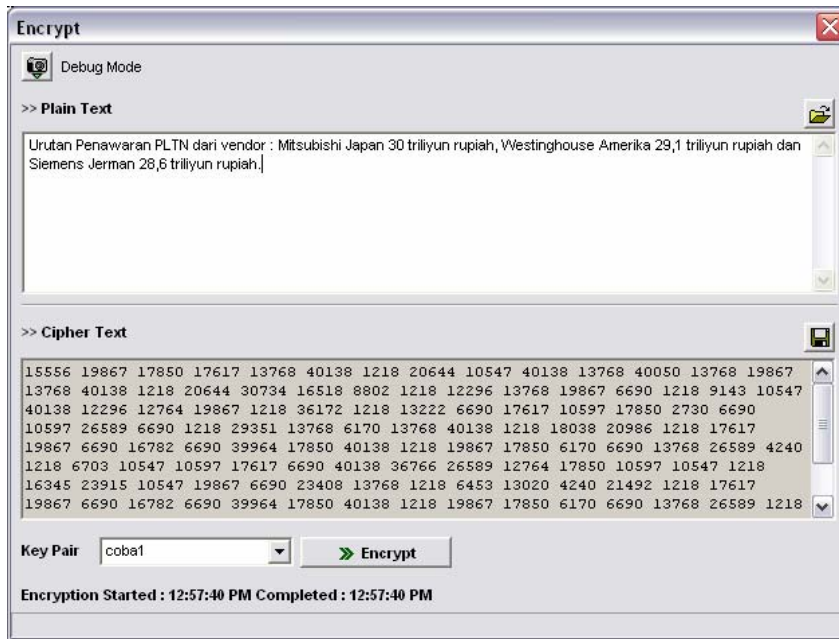 Encrypt
Debug Mode
>> Plain Text
Urutan Penawaran PLTN dari vendor : Mitsubishi Japan 30 triliyun rupiah, Westinghouse Amerika 29,1 triliyun rupiah dan
Siemens Jerman 28,6 triliyun rupiah.
>> Cipher Text
15556 19867 17850 17617 13768 40138 1218 20644 10547 40138 13768 40050 13768 19867
13768 40138 1218 20644 30734 16518 8802 1218 12296 13768 19867 6690 1218 9143 10547
40138 12296 12764 19867 1218 36172 1218 13222 6690 17617 10597 17850 2730 6690
10597 26589 6690 1218 29351 13768 6170 13768 40138 1218 18038 20986 1218 17617
19867 6690 16782 6690 39964 17850 40138 1218 19867 17850 6170 6690 13768 26589 4240
1218 6703 10547 10597 17617 6690 40138 36766 26589 12764 17850 10597 10547 1218
16345 23915 10547 19867 6690 23408 13768 1218 6453 13020 4240 21492 1218 17617
19867 6690 16782 6690 39964 17850 40138 1218 19867 17850 6170 6690 13768 26589 1218
Key Pair coba1 Encrypt
Encryption Started : 12:57:40 PM Completed : 12:57:40 PM